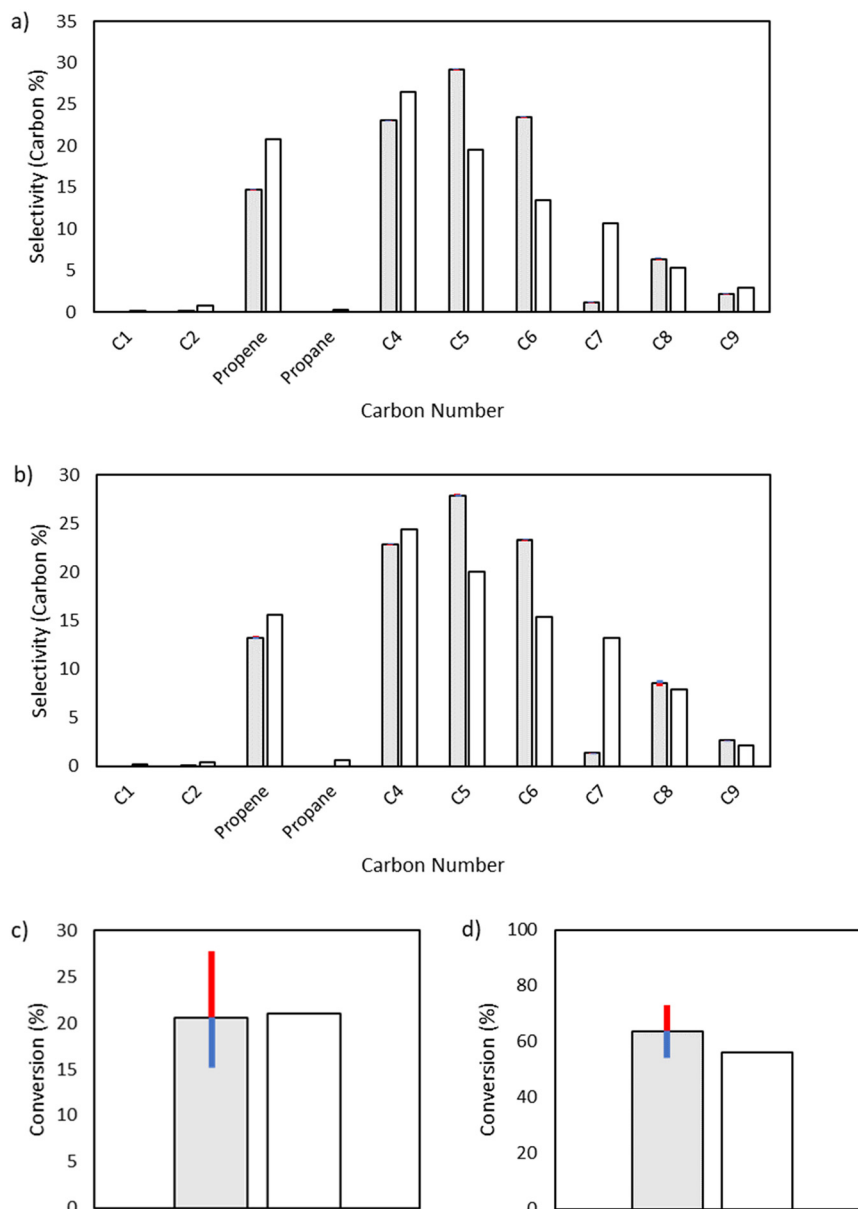 a)
Selectivity (Carbon %)
35
30
25
20
15
10
5
0
C1
C2
Propene
Propane
C4
C5
C6
C7
C8
C9
Carbon Number
b)
Selectivity (Carbon %)
30
25
20
15
10
5
0
C1
C2
Propene
Propane
C4
C5
C6
C7
C8
C9
Carbon Number
c)
Conversion (%)
30
25
20
15
10
5
0
d)
Conversion (%)
100
80
60
40
20
0